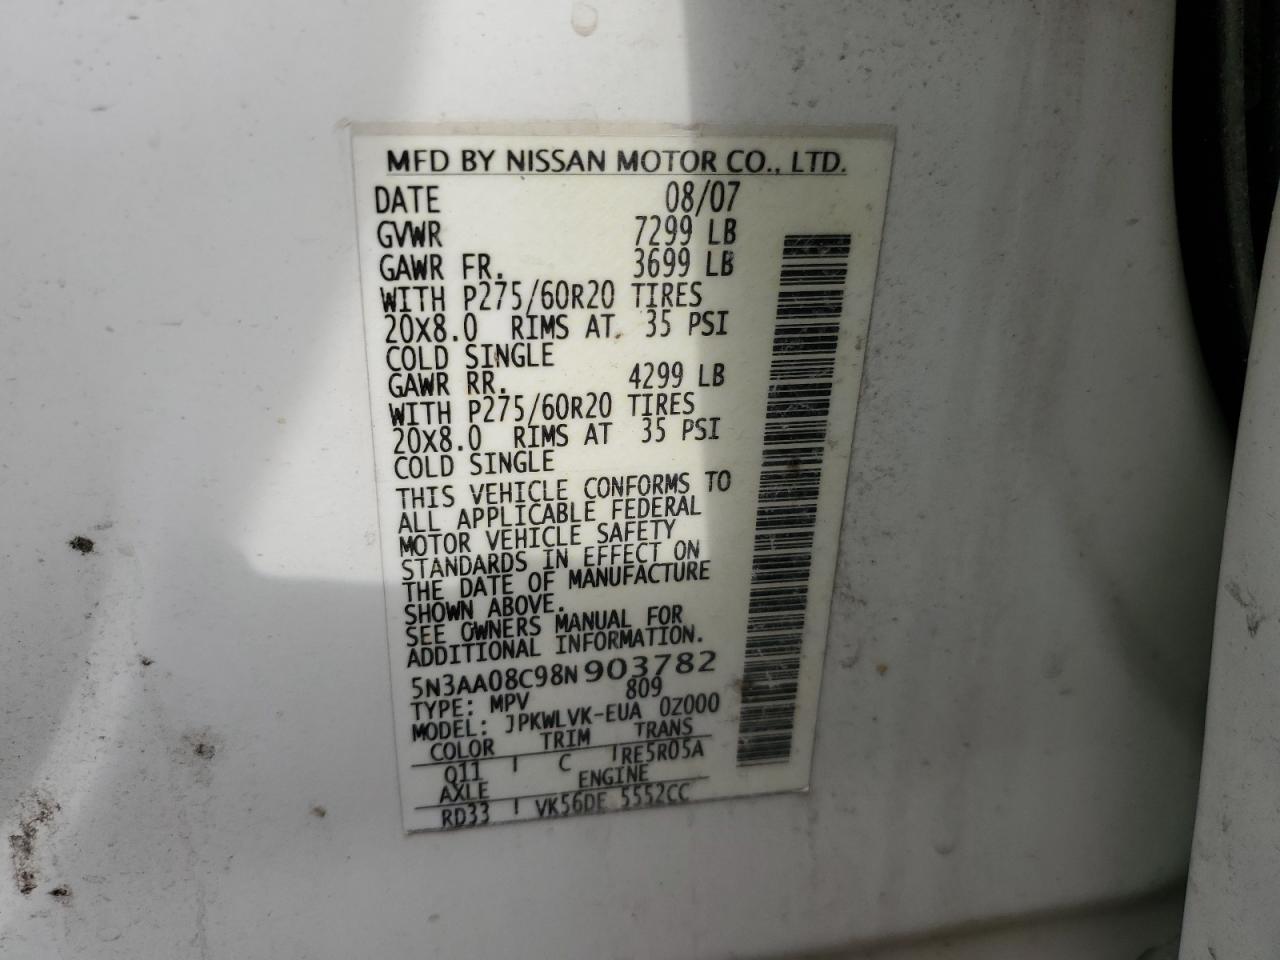 MFD BY NISSAN MOTOR CO., LTD.
DATE 08/07
GVWR 7299 LB
GAWR FR. 3699 LB
WITH P275/60R20 TIRES
20X8.0 RIMS AT 35 PSI
COLD SINGLE
GAWR RR. 4299 LB
WITH P275/60R20 TIRES
20X8.0 RIMS AT 35 PSI
COLD SINGLE
THIS VEHICLE CONFORMS TO
ALL APPLICABLE FEDERAL
MOTOR VEHICLE SAFETY
STANDARDS IN EFFECT ON
THE DATE OF MANUFACTURE
SHOWN ABOVE.
SEE OWNERS MANUAL FOR
ADDITIONAL INFORMATION.
5N3AA08C98N903782
TYPE: MPV 809
MODEL: JPKWLVK-EUA 0Z000
COLOR TRIM TRANS
Q11 C RE5R05A
AXLE ENGINE
RD33 VK56DE 5552CC